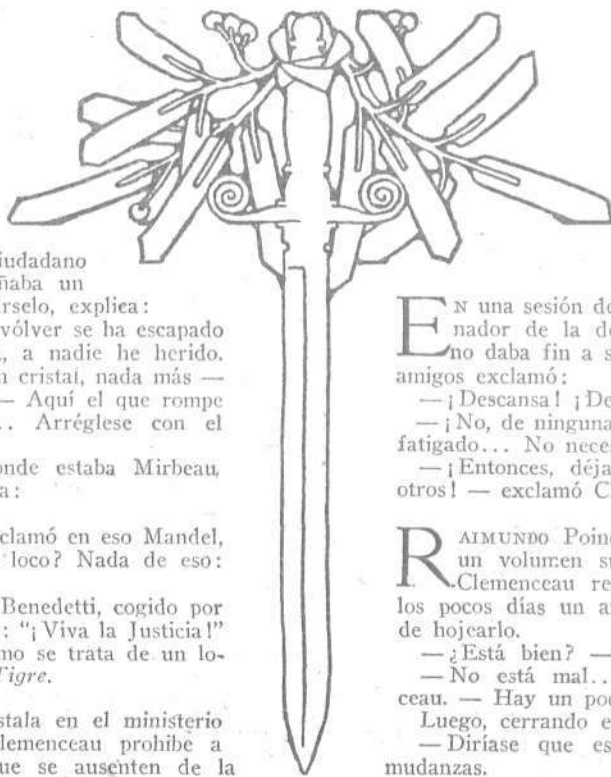 iudadano
ñaba un
rselo, explica:
vólver se ha escapado
, a nadie he herido.
n cristal, nada más —
— Aquí el que rompe
.. Arréglese con el
onde estaba Mirbeau,
a:
clamó en eso Mandel,
loco? Nada de eso:
Benedetti, cogido por
: “¡Viva la Justicia!”
mo se trata de un lo-
Tigre.
stala en el ministerio
lemenceau prohibe a
ue se ausenten de la
EN una sesión de
nador de la de
no daba fin a s
amigos exclamó:
— ¡Descansa! ¡De
— ¡No, de ninguna
fatigado... No neces
— ¡Entonces, déja
otros! — exclamó C
RAIMUNDO Poin
un volumen s
Clemenceau re
los pocos días un a
de hojearlo.
— ¿Está bien? —
— No está mal..
ceau. — Hay un poc
Luego, cerrando e
— Diríase que es
mudanzas.